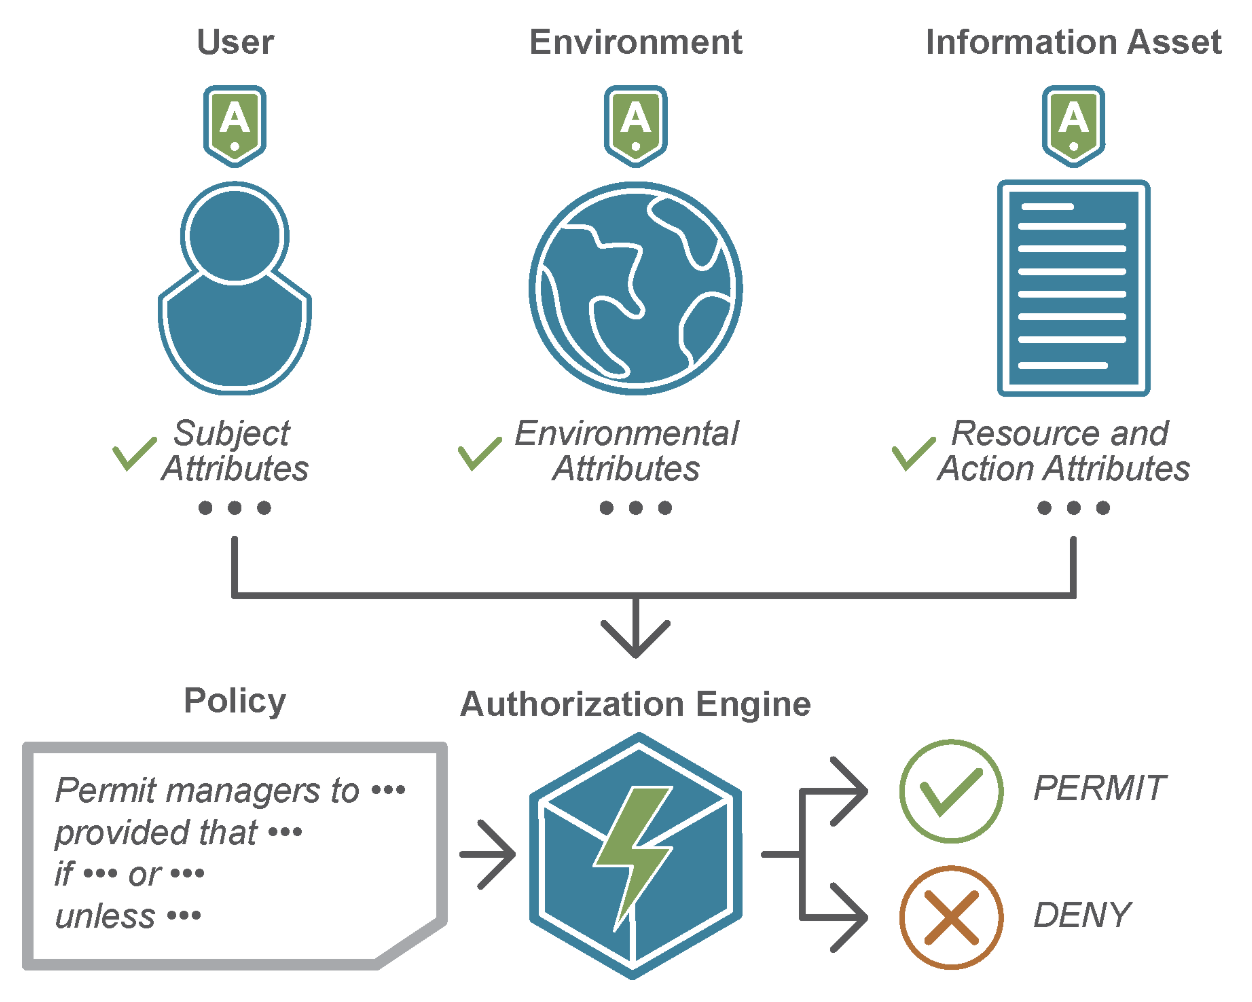 User
Environment
Information Asset
A
A
A
Subject
Attributes
Environmental
Attributes
Resource and
Action Attributes
Policy
Authorization Engine
Permit managers to •••
provided that •••
if ••• or •••
unless •••
PERMIT
DENY